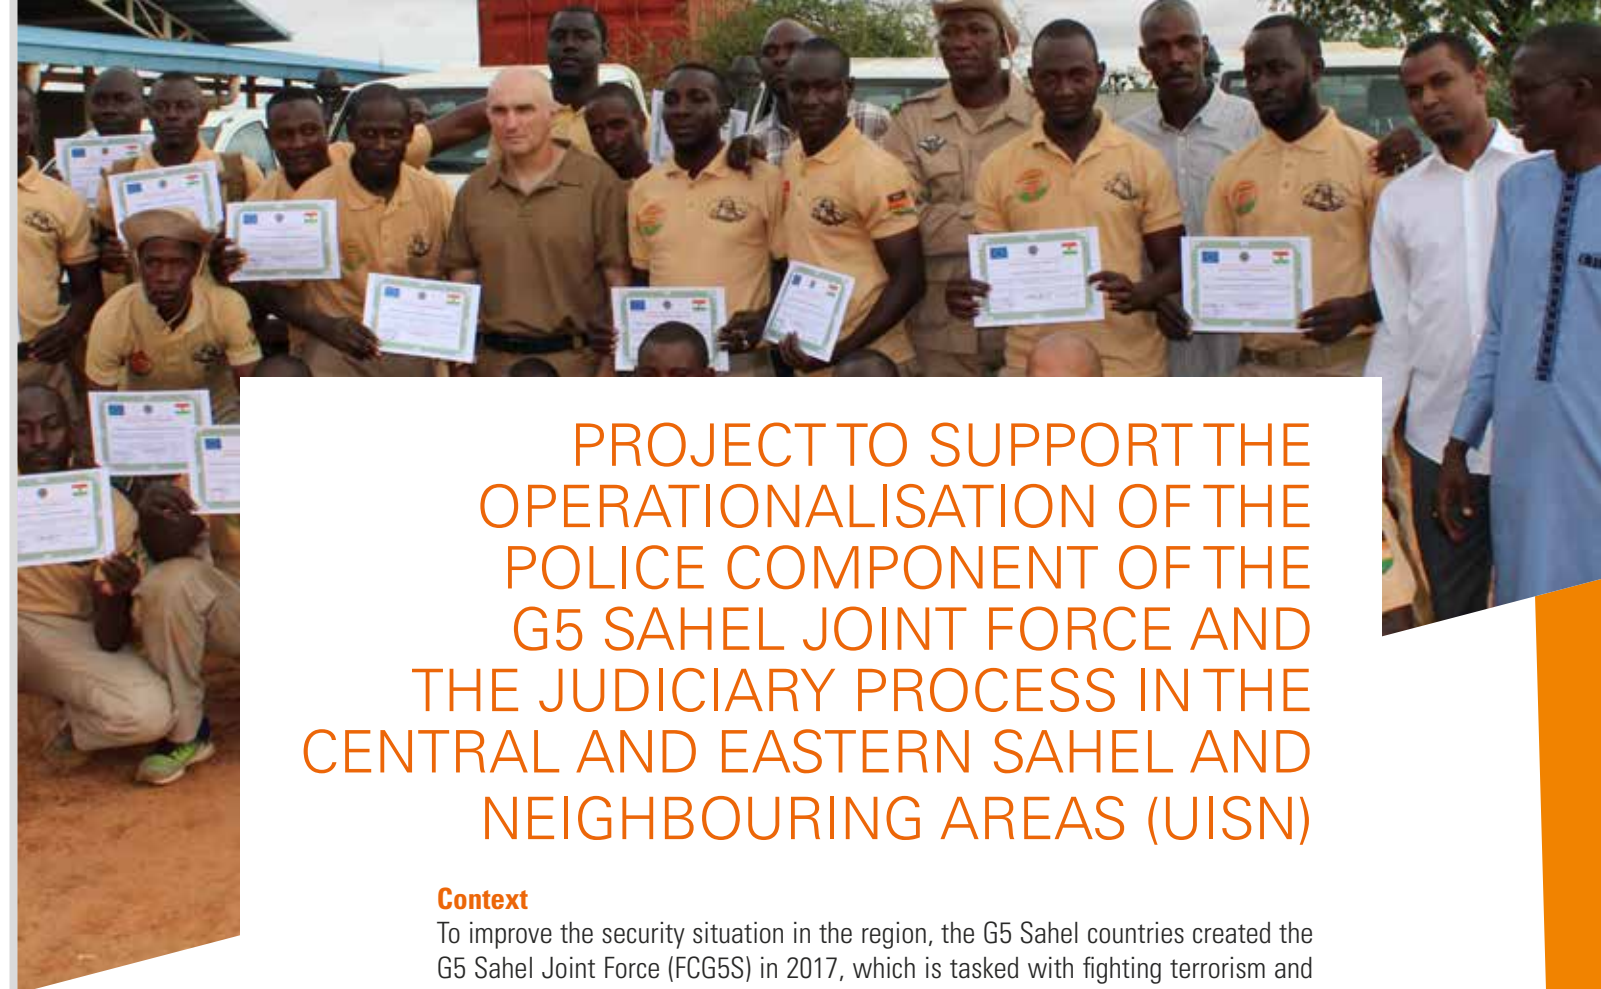 PROJECT TO SUPPORT THE
OPERATIONALISATION OF THE
POLICE COMPONENT OF THE
G5 SAHEL JOINT FORCE AND
THE JUDICIARY PROCESS IN THE
CENTRAL AND EASTERN SAHEL AND
NEIGHBOURING AREAS (UISN)
Context
To improve the security situation in the region, the G5 Sahel countries created the
G5 Sahel Joint Force (FCG5S) in 2017, which is tasked with fighting terrorism and